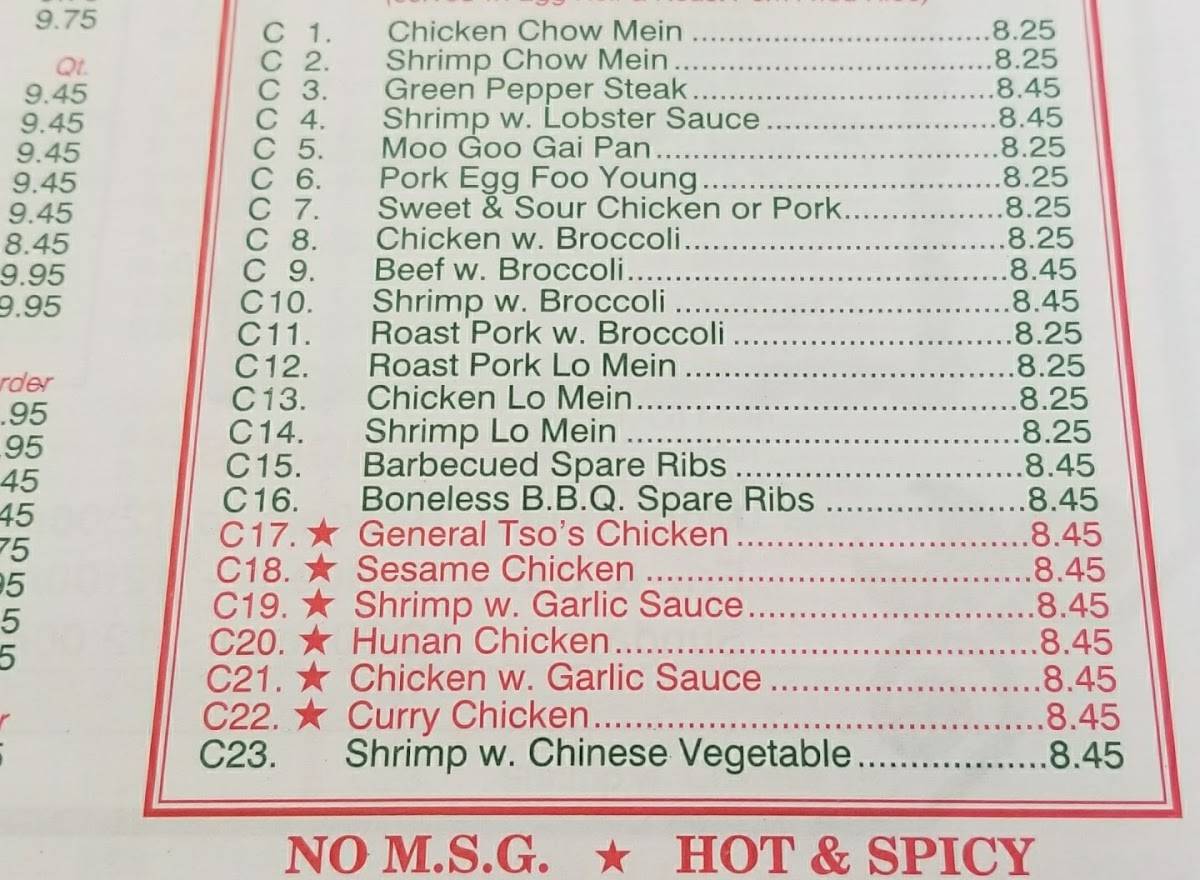 9.75
Qt.
9.45
9.45
9.45
9.45
9.45
8.45
9.95
9.95
.95
.95
45
45
75
95
5
5
C 1. Chicken Chow Mein ................................8.25
C 2. Shrimp Chow Mein ..................................8.25
C 3. Green Pepper Steak ................................8.45
C 4. Shrimp w. Lobster Sauce .........................8.45
C 5. Moo Goo Gai Pan ....................................8.25
C 6. Pork Egg Foo Young ................................8.25
C 7. Sweet & Sour Chicken or Pork .................8.25
C 8. Chicken w. Broccoli ..................................8.25
C 9. Beef w. Broccoli ........................................8.45
C10. Shrimp w. Broccoli ...................................8.45
C11. Roast Pork w. Broccoli .............................8.25
C12. Roast Pork Lo Mein ..................................8.25
C13. Chicken Lo Mein .......................................8.25
C14. Shrimp Lo Mein ........................................8.25
C15. Barbecued Spare Ribs .............................8.45
C16. Boneless B.B.Q. Spare Ribs ....................8.45
C17. ★ General Tso's Chicken .............................8.45
C18. ★ Sesame Chicken ......................................8.45
C19. ★ Shrimp w. Garlic Sauce ............................8.45
C20. ★ Hunan Chicken .........................................8.45
C21. ★ Chicken w. Garlic Sauce ..........................8.45
C22. ★ Curry Chicken ...........................................8.45
C23. Shrimp w. Chinese Vegetable ..................8.45
NO M.S.G. ★ HOT & SPICY